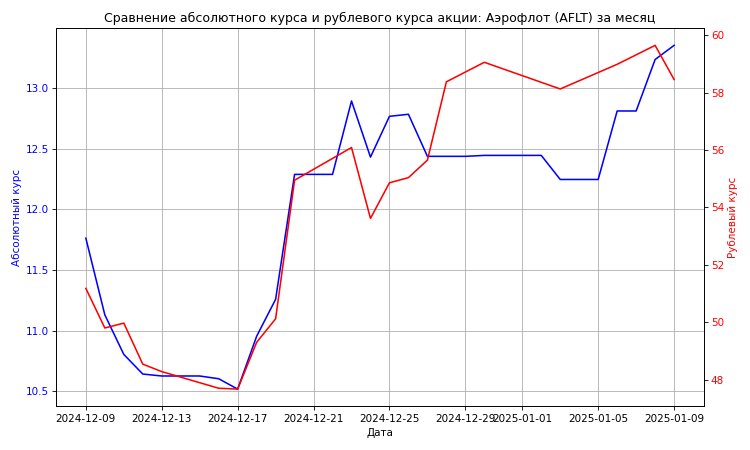 Сравнение абсолютного курса и рублевого курса акции: Аэрофлот (AFLT) за месяц
Абсолютный курс
13.0
12.5
12.0
11.5
11.0
10.5
60
58
56
54
52
50
48
Рублевый курс
2024-12-09 2024-12-13 2024-12-17 2024-12-21 2024-12-25 2024-12-29 2025-01-01 2025-01-05 2025-01-09
Дата